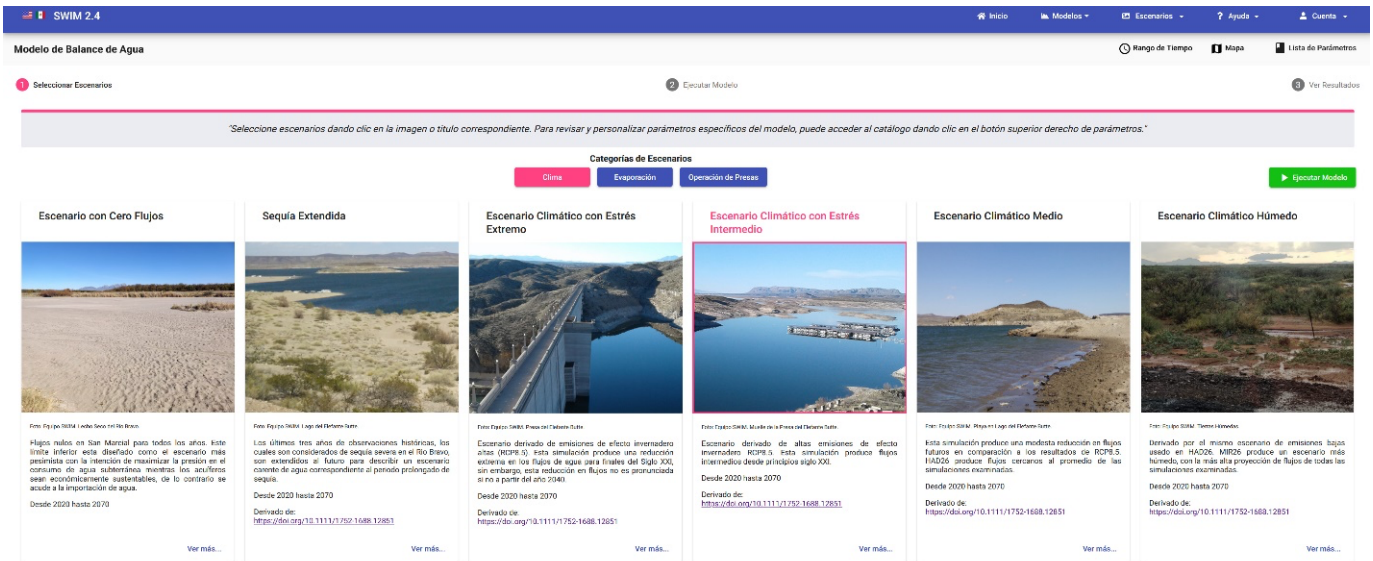 SWIM 2.4
Inicio
Modelos
Escenarios
Ayuda
Cuenta
Modelo de Balance de Agua
Rango de Tiempo
Mapa
Lista de Parámetros
1 Seleccionar Escenarios
2 Ejecutar Modelo
3 Ver Resultados
"Seleccione escenarios dando clic en la imagen o titulo correspondiente. Para revisar y personalizar parámetros específicos del modelo, puede acceder al catálogo dando clic en el botón superior derecho de parámetros."
Categorías de Escenarios
Clima
Evaporación
Operación de Presas
Ejecutar Modelo
Escenario con Cero Flujos
Foto: Equipo SWIM. Lecho Seco del Río Bravo
Flujos nulos en San Marcial para todos los años. Este
límite inferior esta diseñado como el escenario más
pesimista con la intención de maximizar la presión en el
consumo de agua subterránea mientras los acuíferos
sean económicamente sustentables, de lo contrario se
acude a la importación de agua.
Desde 2020 hasta 2070
Ver más...
Sequía Extendida
Foto: Equipo SWIM. Lago del Elefante Butte.
Los últimos tres años de observaciones históricas, los
cuales son considerados de sequía severa en el Río Bravo,
son extendidos al futuro para describir un escenario
carente de agua correspondiente al periodo prolongado de
sequía.
Desde 2020 hasta 2070
Derivado de:
https://doi.org/10.1111/1752-1688.12851
Ver más...
Escenario Climático con Estrés
Extremo
Foto: Equipo SWIM. Presa del Elefante Butte.
Escenario derivado de emisiones de efecto invernadero
altas (RCP8.5). Esta simulación produce una reducción
extrema en los flujos de agua para finales del Siglo XXI,
sin embargo, esta reducción en flujos no es pronunciada
si no a partir del año 2040.
Desde 2020 hasta 2070
Derivado de:
https://doi.org/10.1111/1752-1688.12851
Ver más...
Escenario Climático con Estrés
Intermedio
Foto: Equipo SWIM. Muelle de la Presa del Elefante Butte.
Escenario derivado de altas emisiones de efecto
invernadero RCP8.5. Esta simulación produce flujos
intermedios desde principios siglo XXI.
Desde 2020 hasta 2070
Derivado de:
https://doi.org/10.1111/1752-1688.12851
Ver más...
Escenario Climático Medio
Foto: Equipo SWIM. Playa en Lago del Elefante Butte.
Esta simulación produce una modesta reducción en flujos
futuros en comparación a los resultados de RCP8.5.
HAD26 produce flujos cercanos al promedio de las
simulaciones examinadas.
Desde 2020 hasta 2070
Derivado de:
https://doi.org/10.1111/1752-1688.12851
Ver más...
Escenario Climático Húmedo
Foto: Equipo SWIM. Tierras Húmedas.
Derivado por el mismo escenario de emisiones bajas
usado en HAD26, MIR26 produce un escenario más
húmedo, con la más alta proyección de flujos de todas las
simulaciones examinadas.
Desde 2020 hasta 2070
Derivado de:
https://doi.org/10.1111/1752-1688.12851
Ver más...